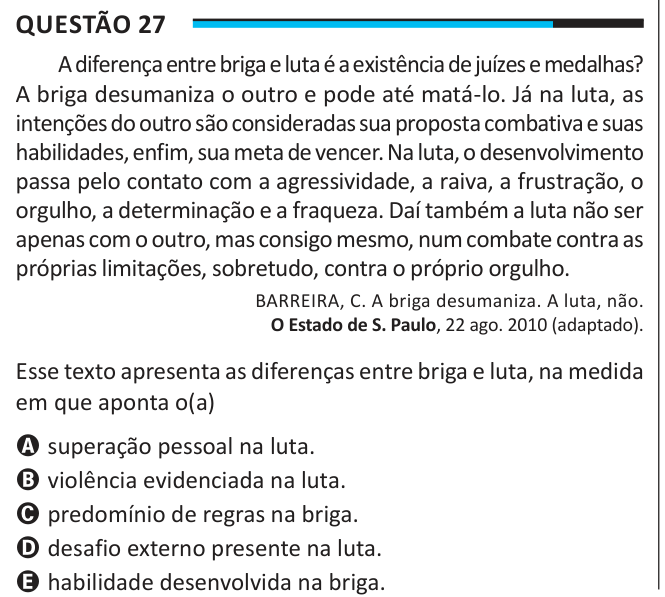 QUESTÃO 27
A diferença entre briga e luta é a existência de juízes e medalhas?
A briga desumaniza o outro e pode até matá-lo. Já na luta, as
intenções do outro são consideradas sua proposta combativa e suas
habilidades, enfim, sua meta de vencer. Na luta, o desenvolvimento
passa pelo contato com a agressividade, a raiva, a frustração, o
orgulho, a determinação e a fraqueza. Daí também a luta não ser
apenas com o outro, mas consigo mesmo, num combate contra as
próprias limitações, sobretudo, contra o próprio orgulho.
BARREIRA, C. A briga desumaniza. A luta, não.
O Estado de S. Paulo, 22 ago. 2010 (adaptado).
Esse texto apresenta as diferenças entre briga e luta, na medida
em que aponta o(a)
A superação pessoal na luta.
B violência evidenciada na luta.
C predomínio de regras na briga.
D desafio externo presente na luta.
E habilidade desenvolvida na briga.